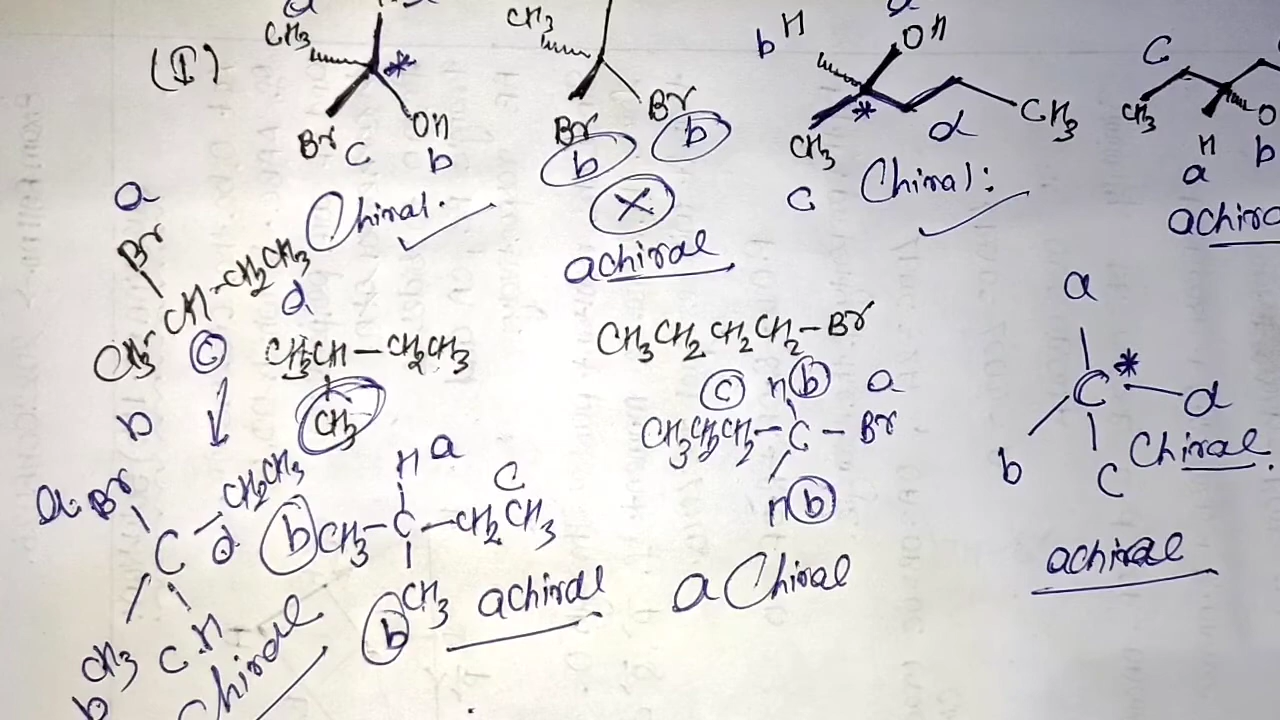 (I)
CH3
*
Br
OH
c
b
Chiral.
CH3
Br
Br
b
b
X
achiral
b
H
OH
*
CH3
d
CH3
c
Chiral:
c
CH3
H
a
b
a
Br
CH-CH2CH3
CH3
c
d
b
CH3CH-CH2CH3
CH3
a. Br
CH2CH3
C
d
CH3
b
c H
Chiral
H a
b CH3-C-CH2CH3
c
CH3
b
achiral
CH3CH2CH2CH2-Br
c
H b
a
CH3CH2CH2-C-Br
H b
aChiral
a
C*-d
b
c
Chiral.
achiral